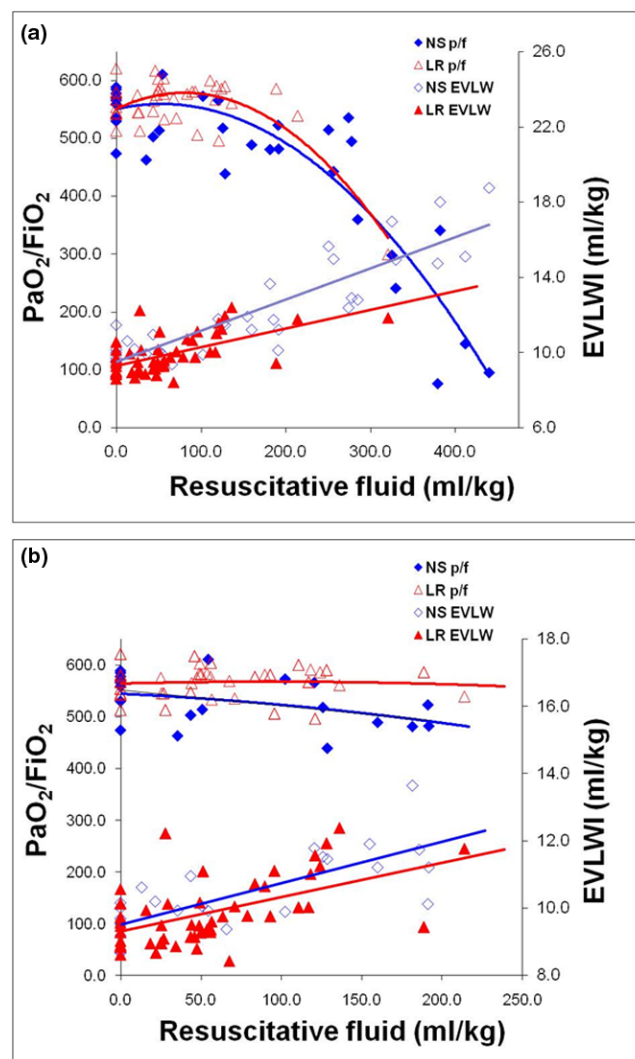 (a)
NS p/f
LR p/f
NS EVLW
LR EVLW
26.0
22.0
18.0
14.0
10.0
6.0
EVLWI (ml/kg)
600.0
500.0
400.0
300.0
200.0
100.0
0.0
PaO2/FiO2
0.0 100.0 200.0 300.0 400.0
Resuscitative fluid (ml/kg)
(b)
NS p/f
LR p/f
NS EVLW
LR EVLW
18.0
16.0
14.0
12.0
10.0
8.0
EVLWI (ml/kg)
600.0
500.0
400.0
300.0
200.0
100.0
0.0
PaO2/FiO2
0.0 50.0 100.0 150.0 200.0 250.0
Resuscitative fluid (ml/kg)